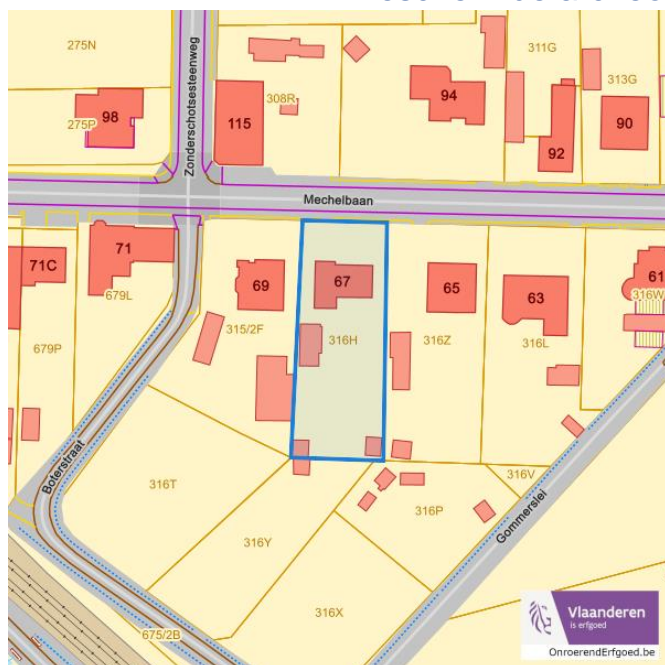 275N
311G
313G
98
275P
Zonderschotsesteenweg
115
308R
94
92
90
Mechelbaan
71C
71
679L
69
67
65
63
61
316W
679P
315/2F
316H
316Z
316L
Boterstraat
316T
316Y
316P
316V
Gommerslei
316X
675/2B
Vlaanderen
is erfgoed
OnroerendErfgoed.be